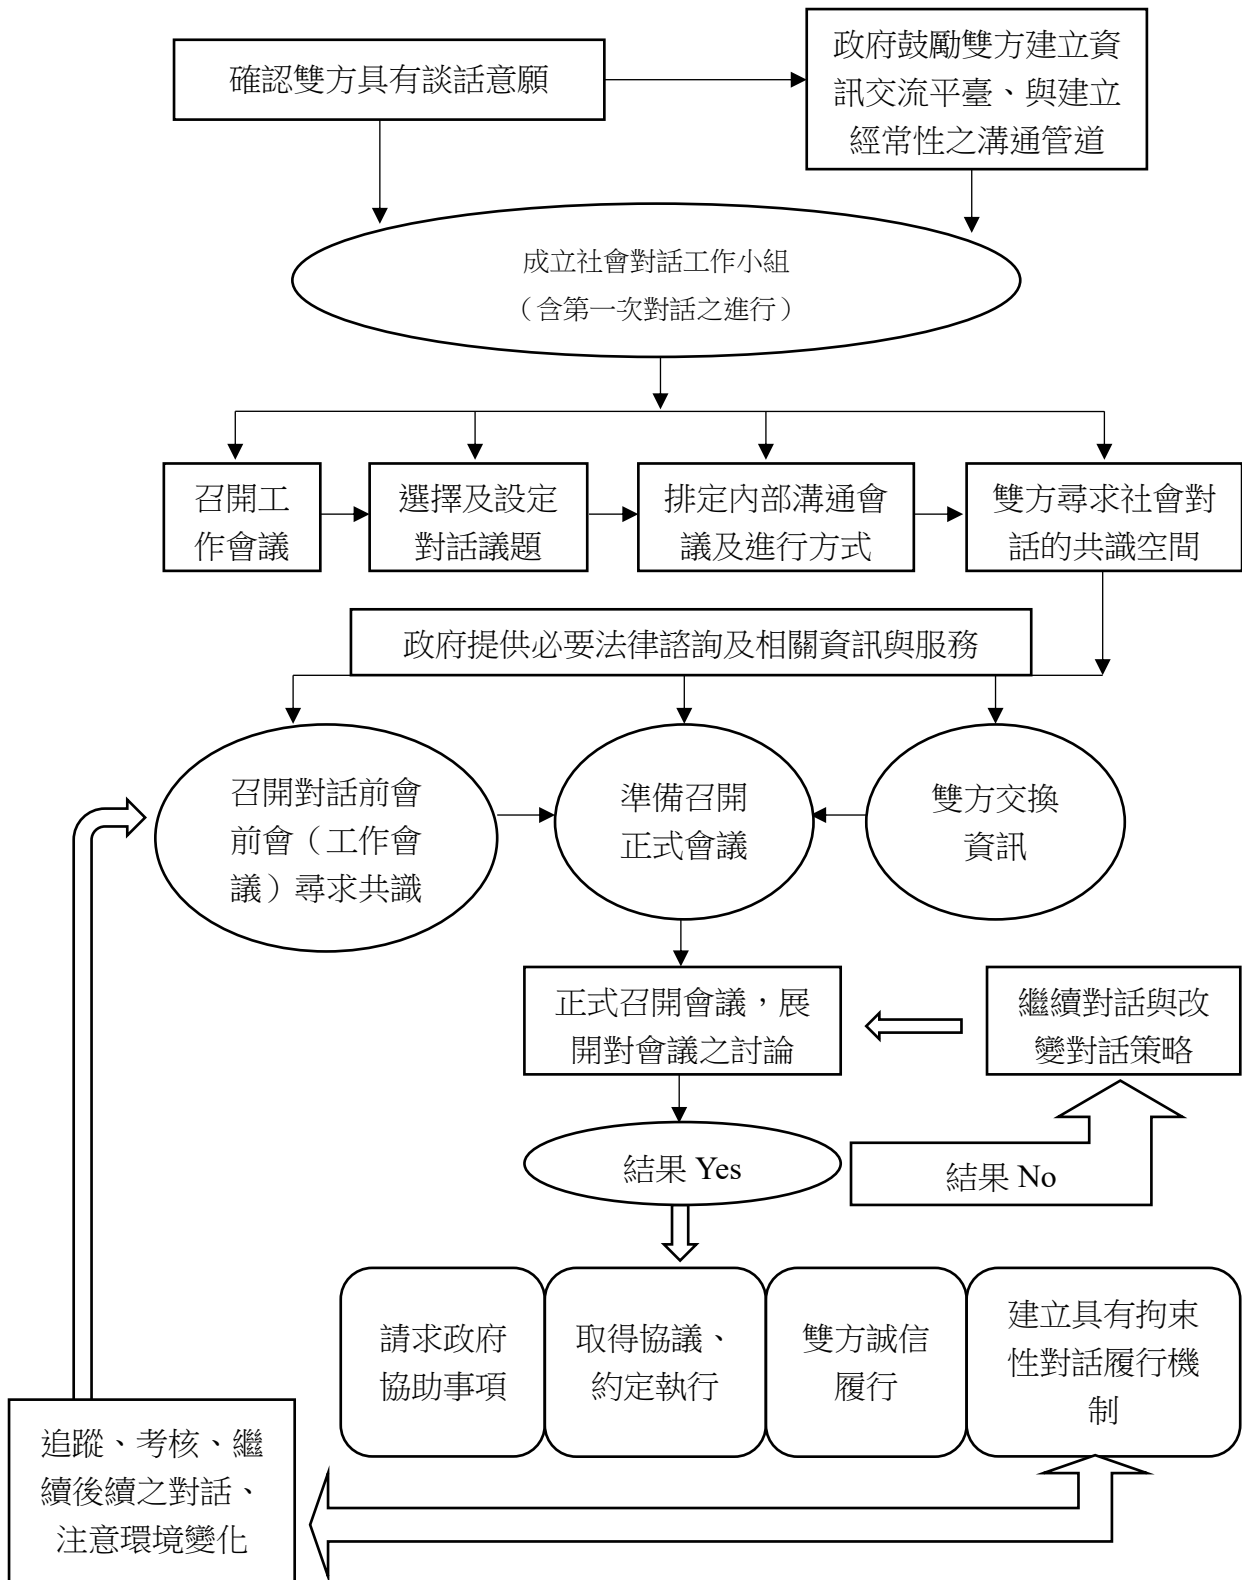 確認雙方具有談話意願
政府鼓勵雙方建立資
訊交流平臺、與建立
經常性之溝通管道
成立社會對話工作小組
（含第一次對話之進行）
召開工
作會議
選擇及設定
對話議題
排定內部溝通會
議及進行方式
雙方尋求社會對
話的共識空間
政府提供必要法律諮詢及相關資訊與服務
召開對話前會
前會（工作會
議）尋求共識
準備召開
正式會議
雙方交換
資訊
正式召開會議，展
開對會議之討論
繼續對話與改
變對話策略
結果 Yes
結果 No
請求政府
協助事項
取得協議、
約定執行
雙方誠信
履行
建立具有拘束
性對話履行機
制
追蹤、考核、繼
續後續之對話、
注意環境變化